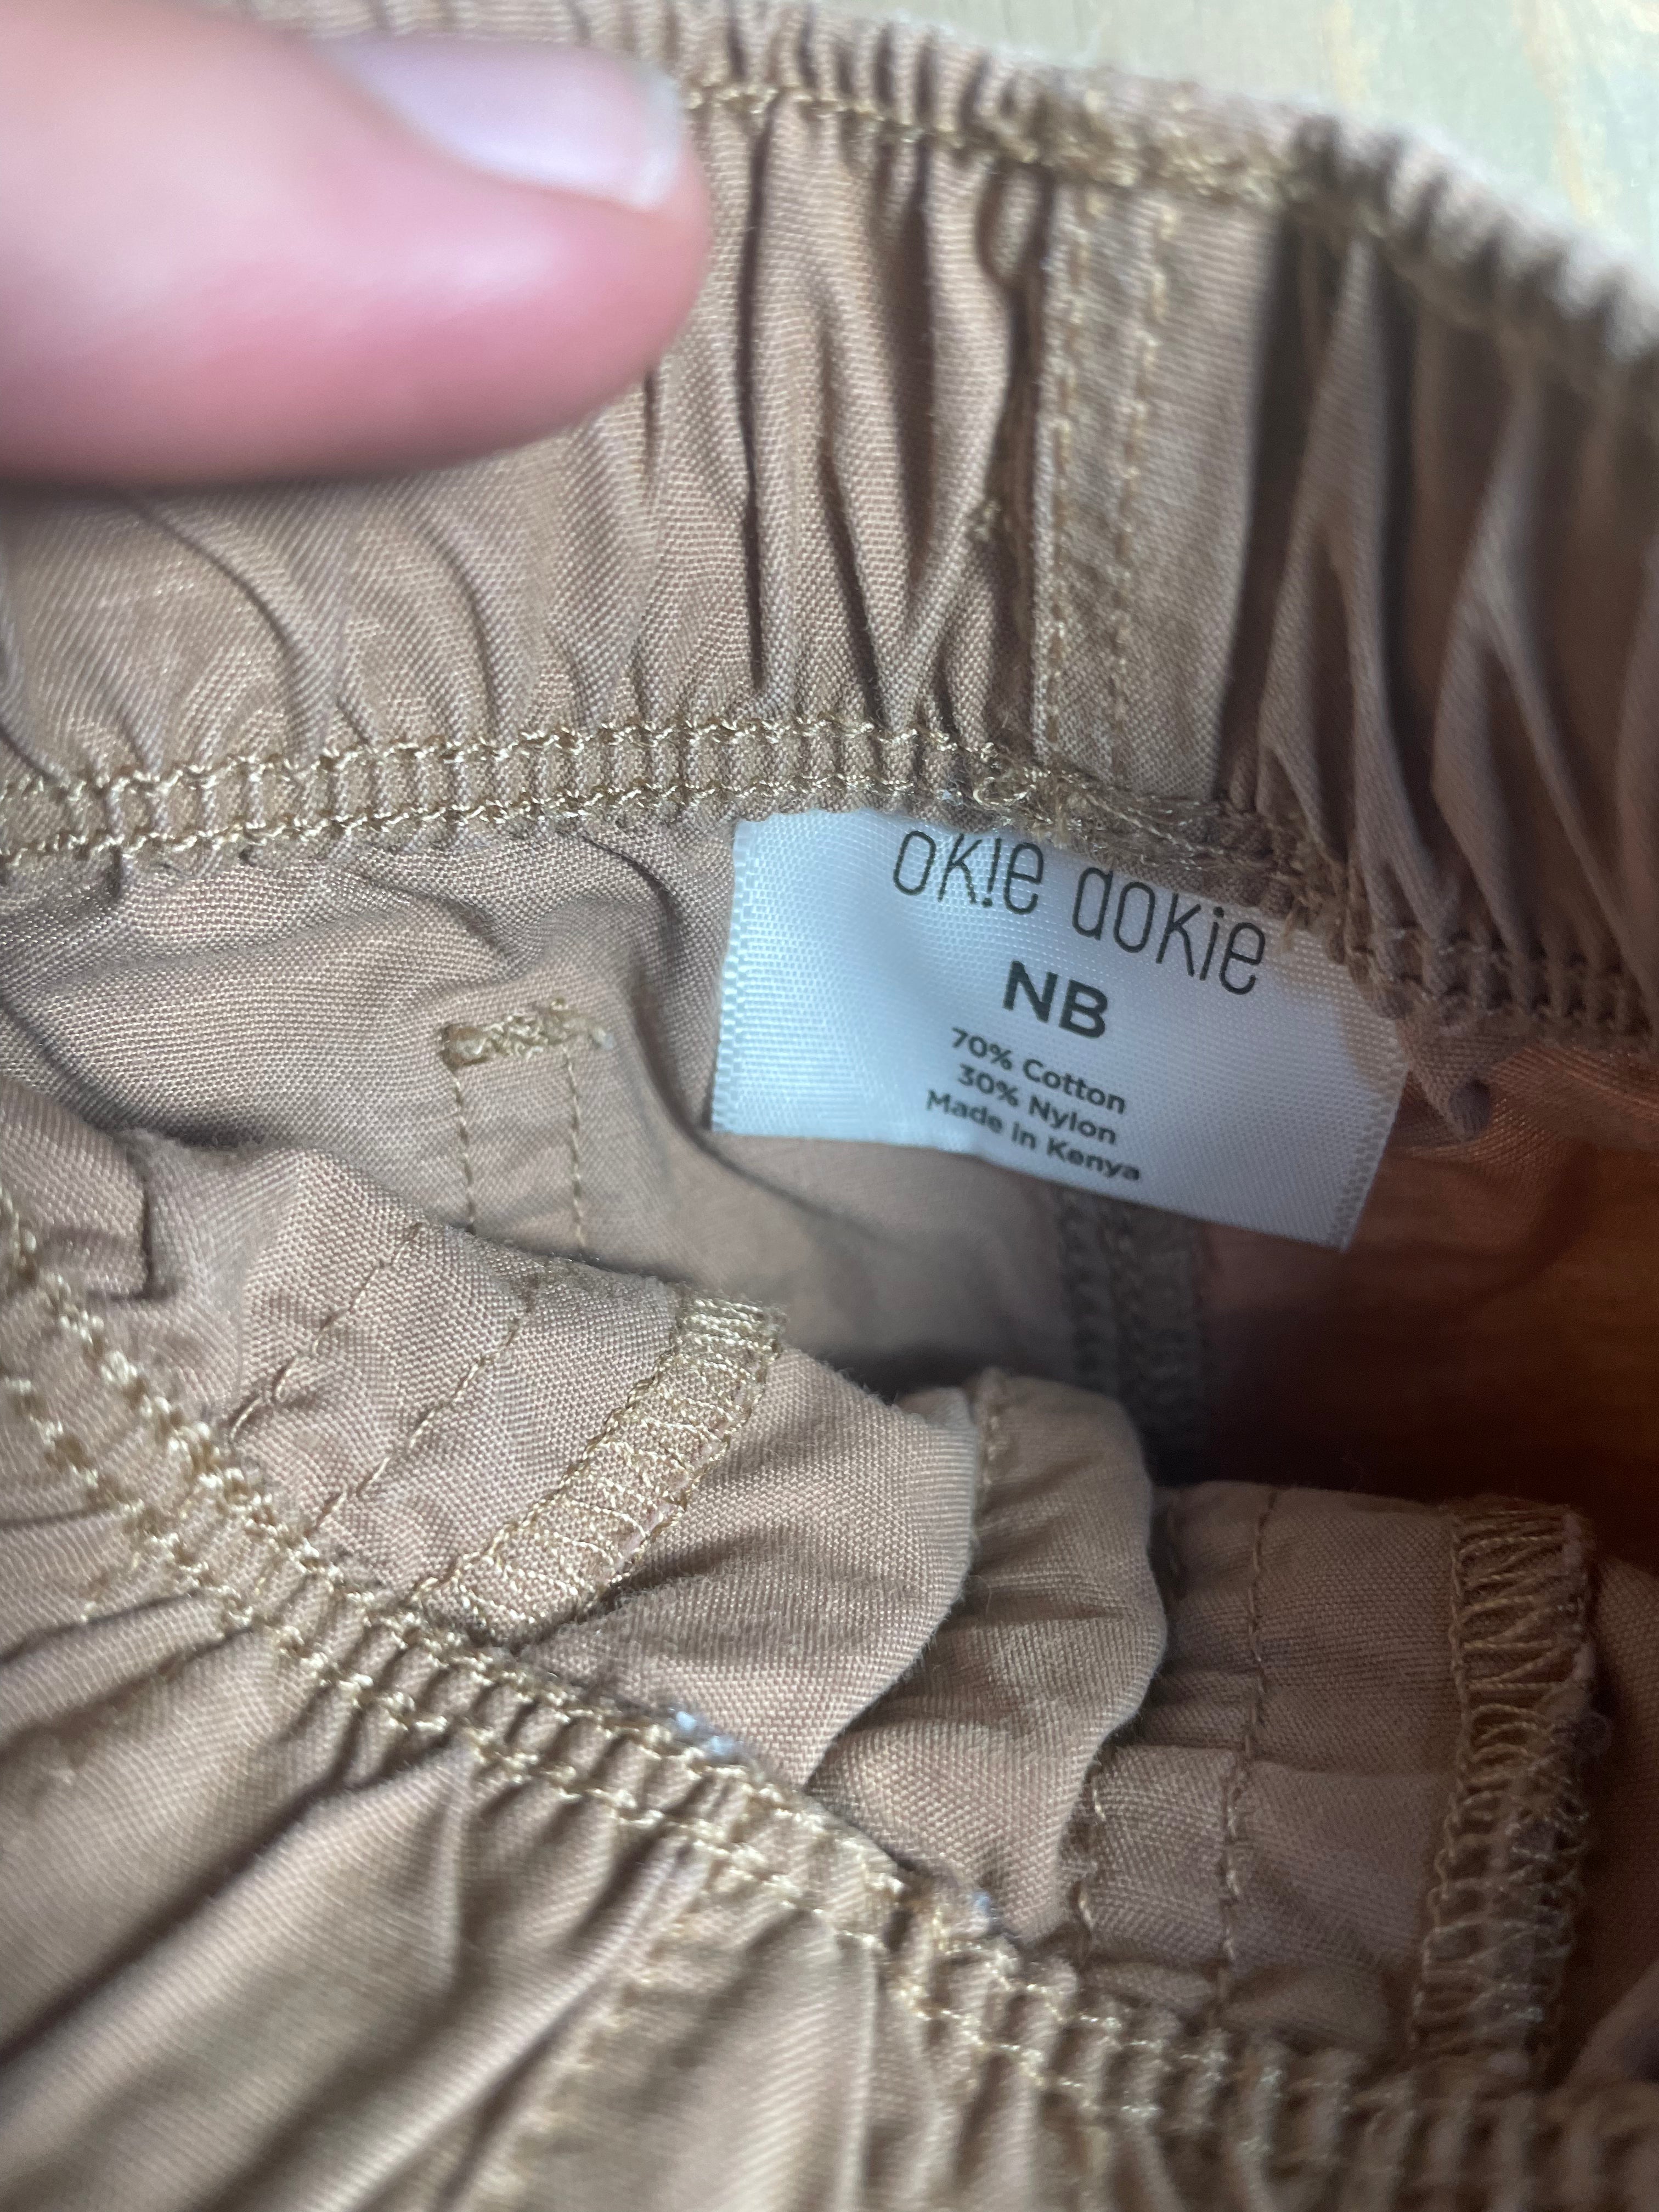 ok!e dokie
NB
70% Cotton
30% Nylon
Made in Kenya